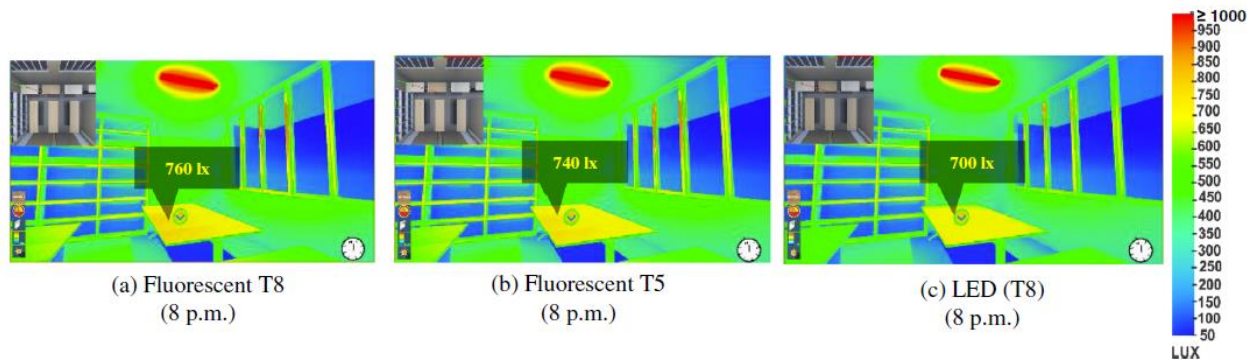 760 lx
740 lx
700 lx
(a) Fluorescent T8
(8 p.m.)
(b) Fluorescent T5
(8 p.m.)
(c) LED (T8)
(8 p.m.)
≥ 1000
950
900
850
800
700
650
600
550
500
450
400
350
300
250
200
150
100
50
LUX